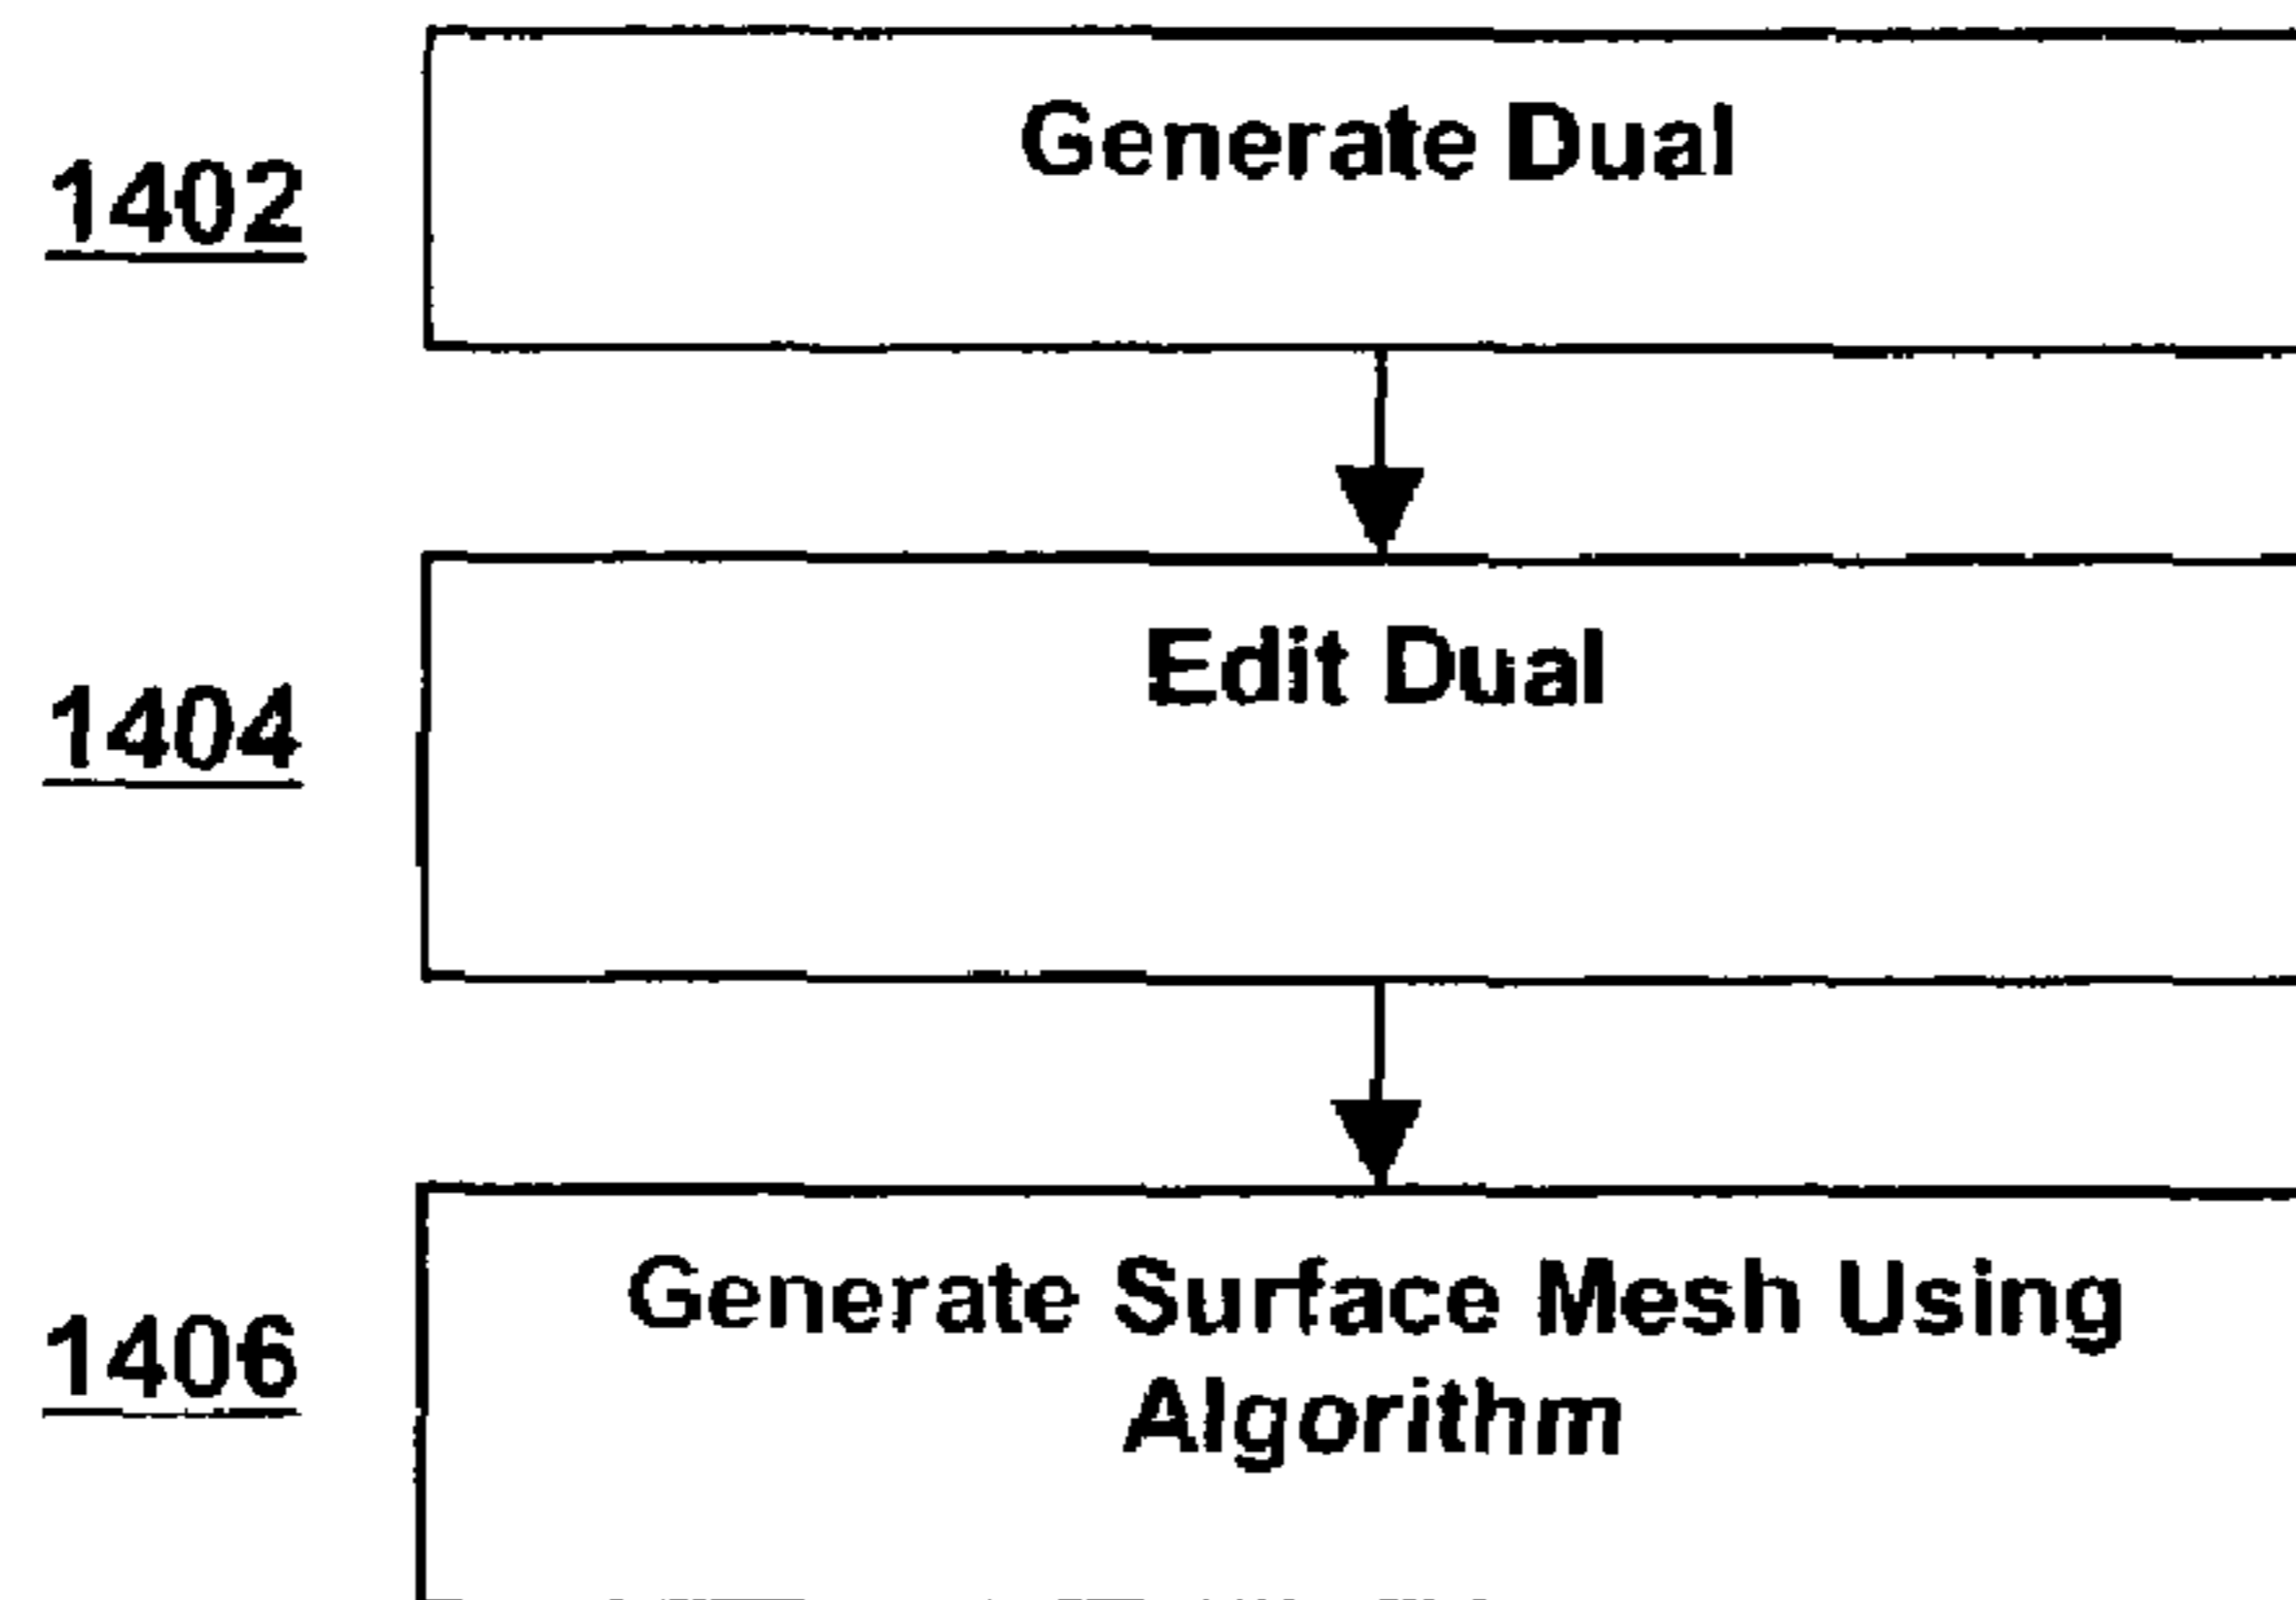 1402
Generate Dual
1404
Edit Dual
1406
Generate Surface Mesh Using
Algorithm